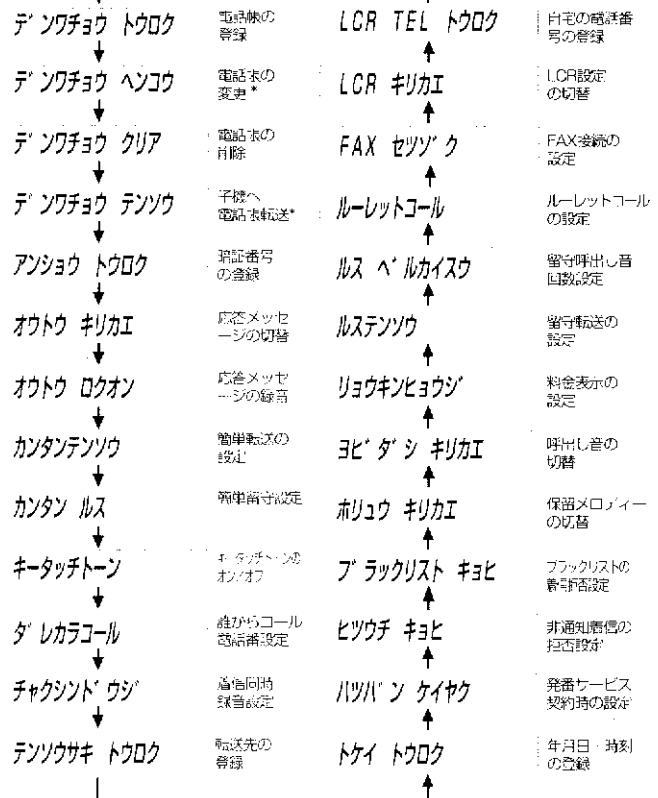 デンワチョウ トウロク
電話帳の
登録
デンワチョウ ヘンコウ
電話帳の
変更*
デンワチョウ クリア
電話帳の
削除
デンワチョウ テンソウ
子機へ
電話帳転送*
アンショウ トウロク
暗証番号
の登録
オウトウ キリカエ
応答メッセ
ージの切替
オウトウ ロクオン
応答メッセ
ージの録音
カンタンテンソウ
簡単転送の
設定
カンタン ルス
簡単留守設定
キータッチトーン
キータッチトーンの
オン/オフ
ダレカラコール
誰からコール
電話番設定
チャクシンドウジ
着信同時
録音設定
テンソウサキ トウロク
転送先の
登録
LCR TEL トウロク
自宅の電話番
号の登録
LCR キリカエ
LCR設定
の切替
FAX セツゾク
FAX接続の
設定
ルーレットコール
ルーレットコール
の設定
ルス ベルカイスウ
留守呼出し音
回数設定
ルステンソウ
留守転送の
設定
リョウキンヒョウジ
料金表示の
設定
ヨビダシ キリカエ
呼出し音の
切替
ホリュウ キリカエ
保留メロディー
の切替
ブラックリスト キョヒ
ブラックリストの
着信拒否設定
ヒツウチ キョヒ
非通知着信の
拒否設定
ハツバン ケイヤク
発番サービス
契約時の設定
トケイ トウロク
年月日・時刻
の登録